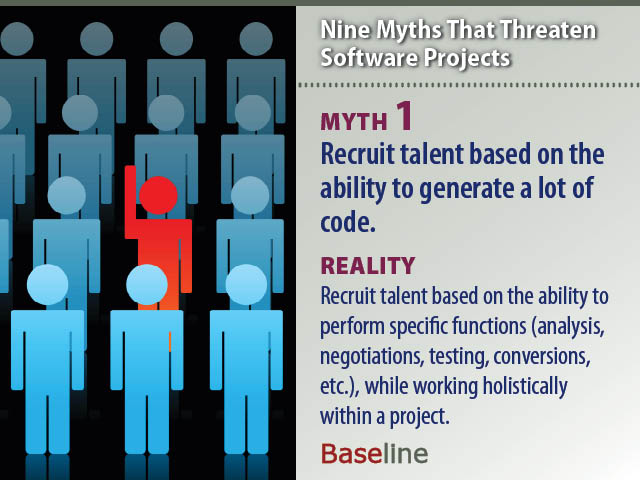 Nine Myths That Threaten
Software Projects
MYTH 1
Recruit talent based on the
ability to generate a lot of
code.
REALITY
Recruit talent based on the ability to
perform specific functions (analysis,
negotiations, testing, conversions,
etc.), while working holistically
within a project.
Baseline